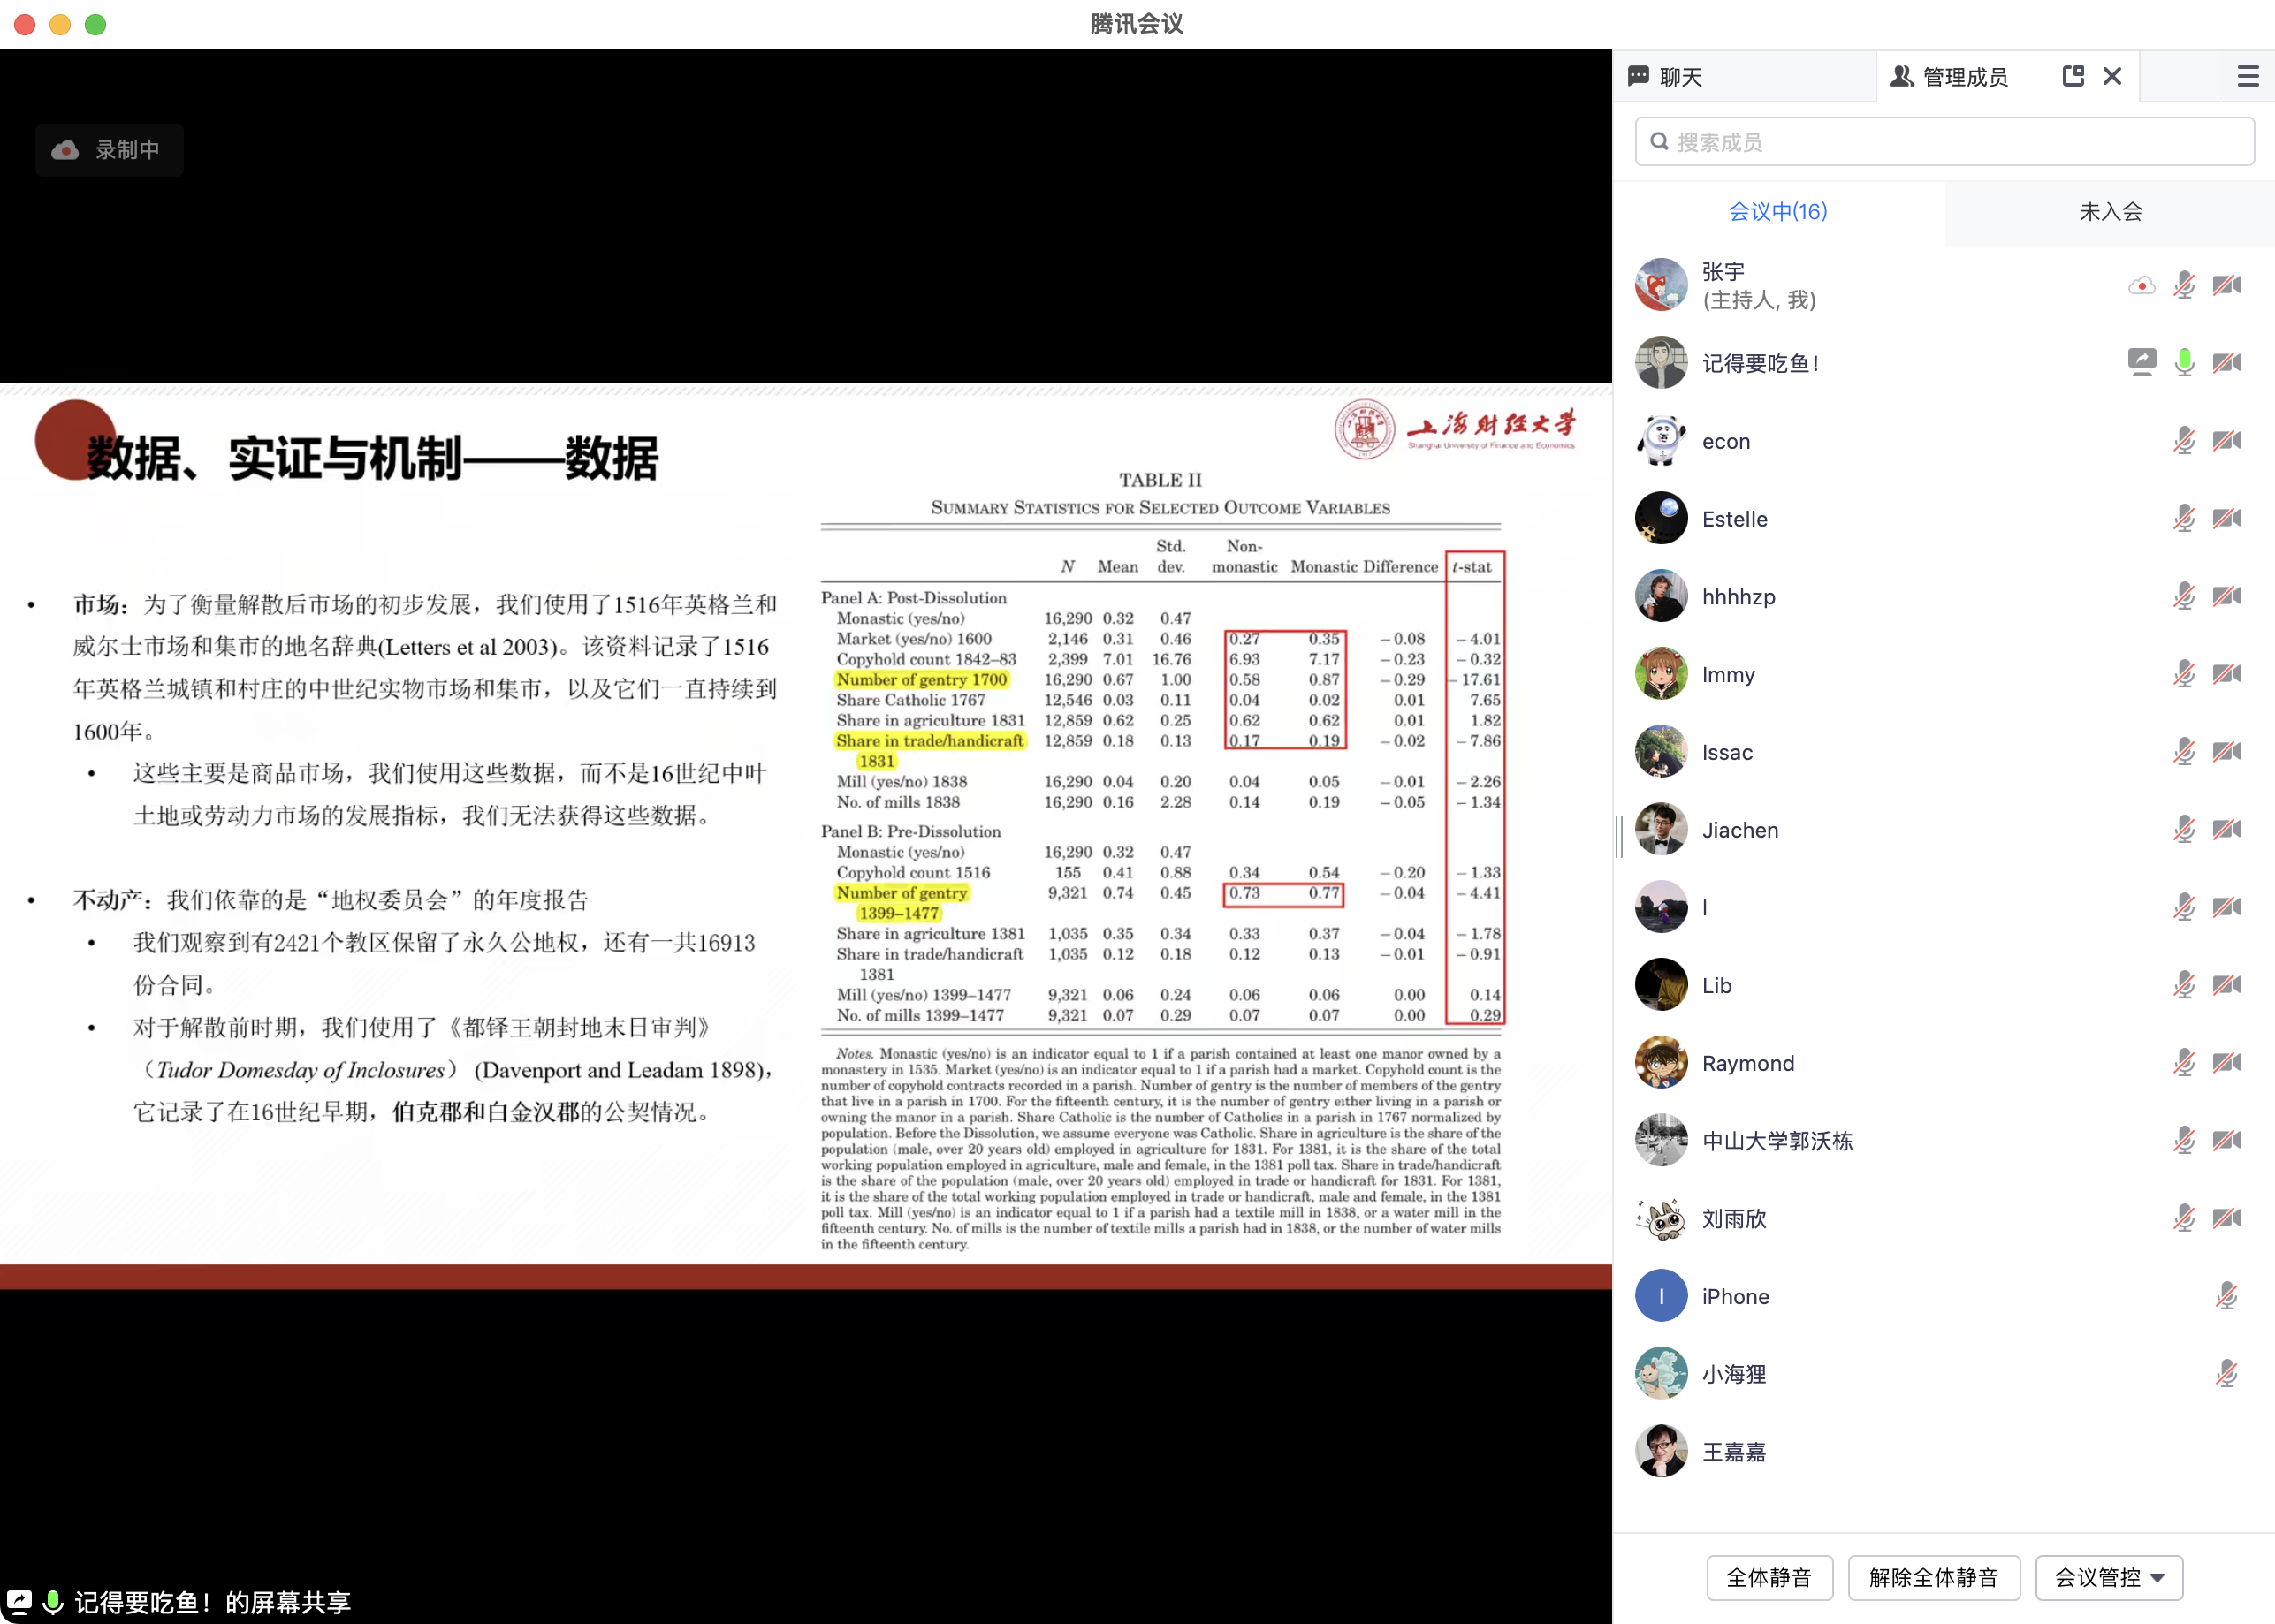 腾讯会议
录制中
数据、实证与机制——数据
上海财经大学
Shanghai University of Finance and Economics
• 市场：为了衡量解散后市场的初步发展，我们使用了1516年英格兰和
威尔士市场和集市的地名辞典(Letters et al 2003)。该资料记录了1516
年英格兰城镇和村庄的中世纪实物市场和集市，以及它们一直持续到
1600年。
• 这些主要是商品市场，我们使用这些数据，而不是16世纪中叶
土地或劳动力市场的发展指标，我们无法获得这些数据。
• 不动产：我们依靠的是“地权委员会”的年度报告
• 我们观察到有2421个教区保留了永久公地权，还有一共16913
份合同。
• 对于解散前时期，我们使用了《都铎王朝封地末日审判》
（Tudor Domesday of Inclosures） (Davenport and Leadam 1898)，
它记录了在16世纪早期，伯克郡和白金汉郡的公契情况。
TABLE II
SUMMARY STATISTICS FOR SELECTED OUTCOME VARIABLES
Std. Non-
N Mean dev. monastic Monastic Difference t-stat
Panel A: Post-Dissolution
Monastic (yes/no) 16,290 0.32 0.47
Market (yes/no) 1600 2,146 0.31 0.46 0.27 0.35 −0.08 −4.01
Copyhold count 1842–83 2,399 7.01 16.76 6.93 7.17 −0.23 −0.32
Number of gentry 1700 16,290 0.67 1.00 0.58 0.87 −0.29 −17.61
Share Catholic 1767 12,546 0.03 0.11 0.04 0.02 0.01 7.65
Share in agriculture 1831 12,859 0.62 0.25 0.62 0.62 0.01 1.82
Share in trade/handicraft 12,859 0.18 0.13 0.17 0.19 −0.02 −7.86
1831
Mill (yes/no) 1838 16,290 0.04 0.20 0.04 0.05 −0.01 −2.26
No. of mills 1838 16,290 0.16 2.28 0.14 0.19 −0.05 −1.34
Panel B: Pre-Dissolution
Monastic (yes/no) 16,290 0.32 0.47
Copyhold count 1516 155 0.41 0.88 0.34 0.54 −0.20 −1.33
Number of gentry 9,321 0.74 0.45 0.73 0.77 −0.04 −4.41
1399–1477
Share in agriculture 1381 1,035 0.35 0.34 0.33 0.37 −0.04 −1.78
Share in trade/handicraft 1,035 0.12 0.18 0.12 0.13 −0.01 −0.91
1381
Mill (yes/no) 1399–1477 9,321 0.06 0.24 0.06 0.06 0.00 0.14
No. of mills 1399–1477 9,321 0.07 0.29 0.07 0.07 0.00 0.29
Notes. Monastic (yes/no) is an indicator equal to 1 if a parish contained at least one manor owned by a
monastery in 1535. Market (yes/no) is an indicator equal to 1 if a parish had a market. Copyhold count is the
number of copyhold contracts recorded in a parish. Number of gentry is the number of members of the gentry
that live in a parish in 1700. For the fifteenth century, it is the number of gentry either living in a parish or
owning the manor in a parish. Share Catholic is the number of Catholics in a parish in 1767 normalized by
population. Before the Dissolution, we assume everyone was Catholic. Share in agriculture is the share of the
population (male, over 20 years old) employed in agriculture for 1831. For 1381, it is the share of the total
working population employed in agriculture, male and female, in the 1381 poll tax. Share in trade/handicraft
is the share of the population (male, over 20 years old) employed in trade or handicraft for 1831. For 1381,
it is the share of the total working population employed in trade or handicraft, male and female, in the 1381
poll tax. Mill (yes/no) is an indicator equal to 1 if a parish had a textile mill in 1838, or a water mill in the
fifteenth century. No. of mills is the number of textile mills a parish had in 1838, or the number of water mills
in the fifteenth century.
记得要吃鱼！的屏幕共享
聊天
管理成员
搜索成员
会议中(16)
未入会
张宇
(主持人, 我)
记得要吃鱼！
econ
Estelle
hhhhzp
Immy
Issac
Jiachen
l
Lib
Raymond
中山大学郭沃栋
刘雨欣
I
iPhone
小海狸
王嘉嘉
全体静音
解除全体静音
会议管控